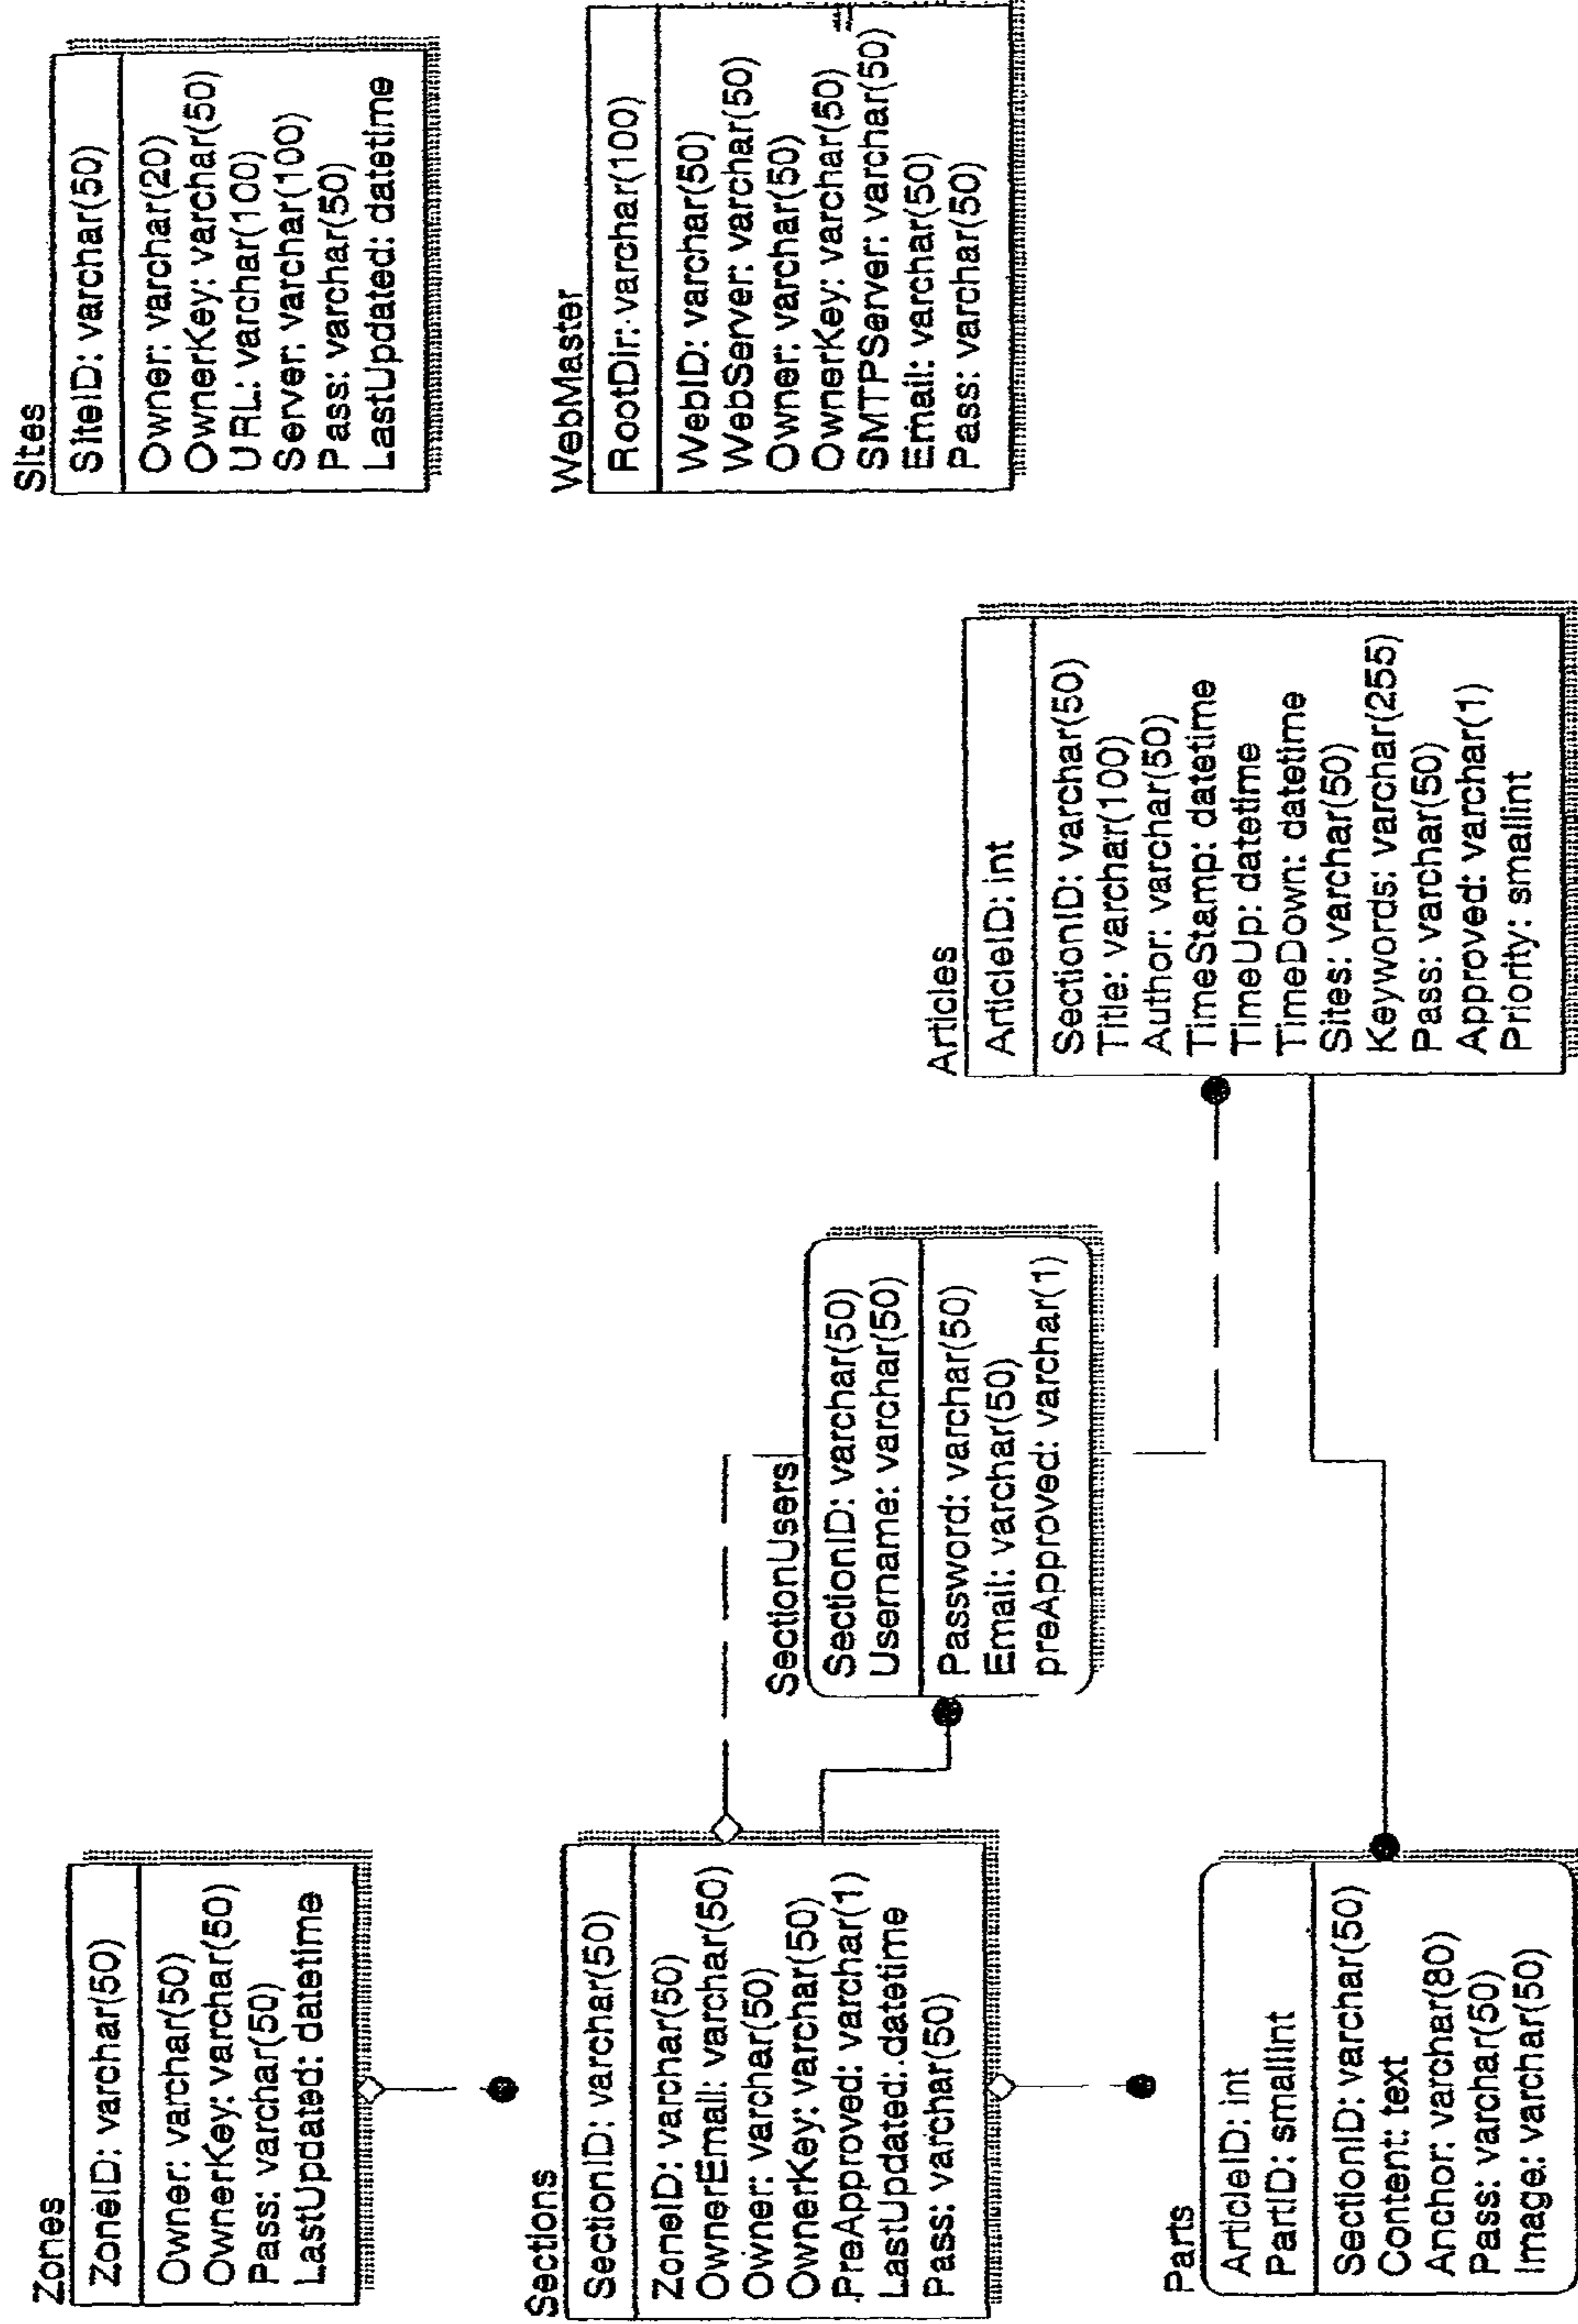 Zones
ZoneID: varchar(50)
Owner: varchar(50)
OwnerKey: varchar(50)
Pass: varchar(50)
LastUpdated: datetime
Sections
SectionID: varchar(50)
ZoneID: varchar(50)
OwnerEmail: varchar(50)
Owner: varchar(50)
OwnerKey: varchar(50)
PreApproved: varchar(1)
LastUpdated: datetime
Pass: varchar(50)
Parts
ArticleID: int
PartID: smallint
SectionID: varchar(50)
Content: text
Anchor: varchar(80)
Pass: varchar(50)
Image: varchar(50)
SectionUsers
SectionID: varchar(50)
Username: varchar(50)
Password: varchar(50)
Email: varchar(50)
preApproved: varchar(1)
Articles
ArticleID: int
SectionID: varchar(50)
Title: varchar(100)
Author: varchar(50)
TimeStamp: datetime
TimeUp: datetime
TimeDown: datetime
Sites: varchar(50)
Keywords: varchar(255)
Pass: varchar(50)
Approved: varchar(1)
Priority: smallint
Sites
SiteID: varchar(50)
Owner: varchar(20)
OwnerKey: varchar(50)
URL: varchar(100)
Server: varchar(100)
Pass: varchar(50)
LastUpdated: datetime
WebMaster
RootDir: varchar(100)
WebID: varchar(50)
WebServer: varchar(50)
Owner: varchar(50)
OwnerKey: varchar(50)
SMTPServer: varchar(50)
Email: varchar(50)
Pass: varchar(50)